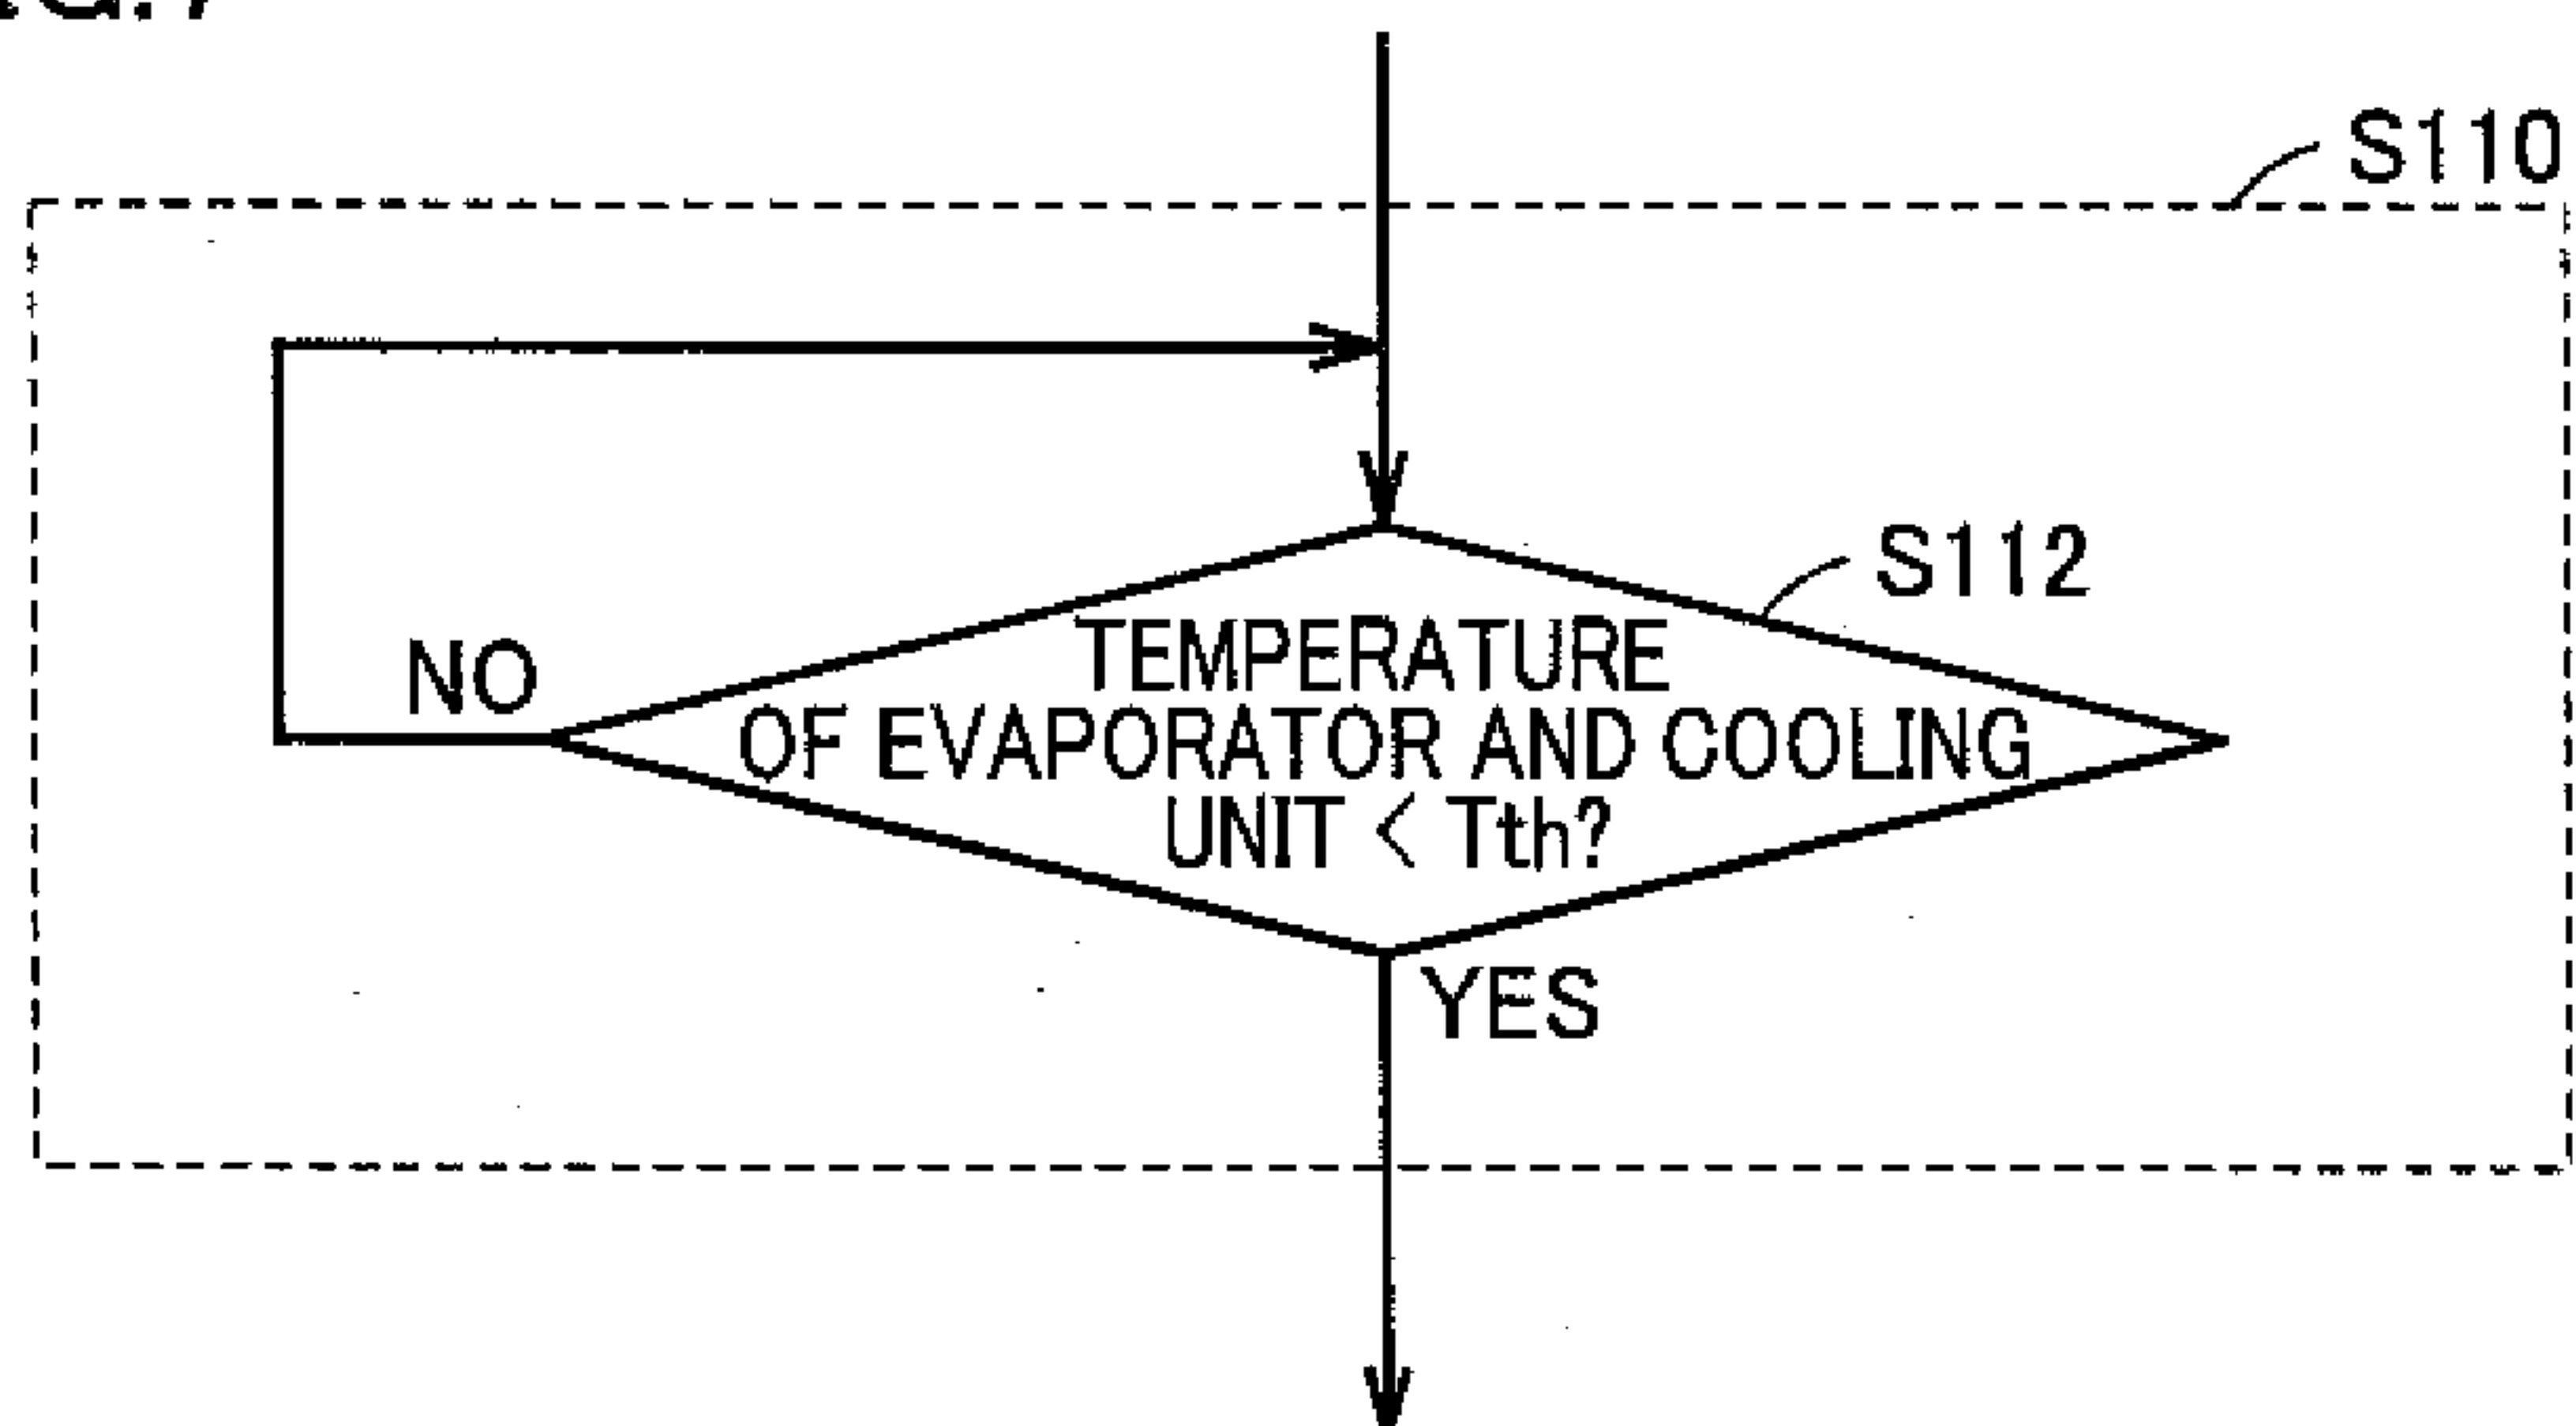 S110
S112
NO
TEMPERATURE
OF EVAPORATOR AND COOLING
UNIT < Tth?
YES